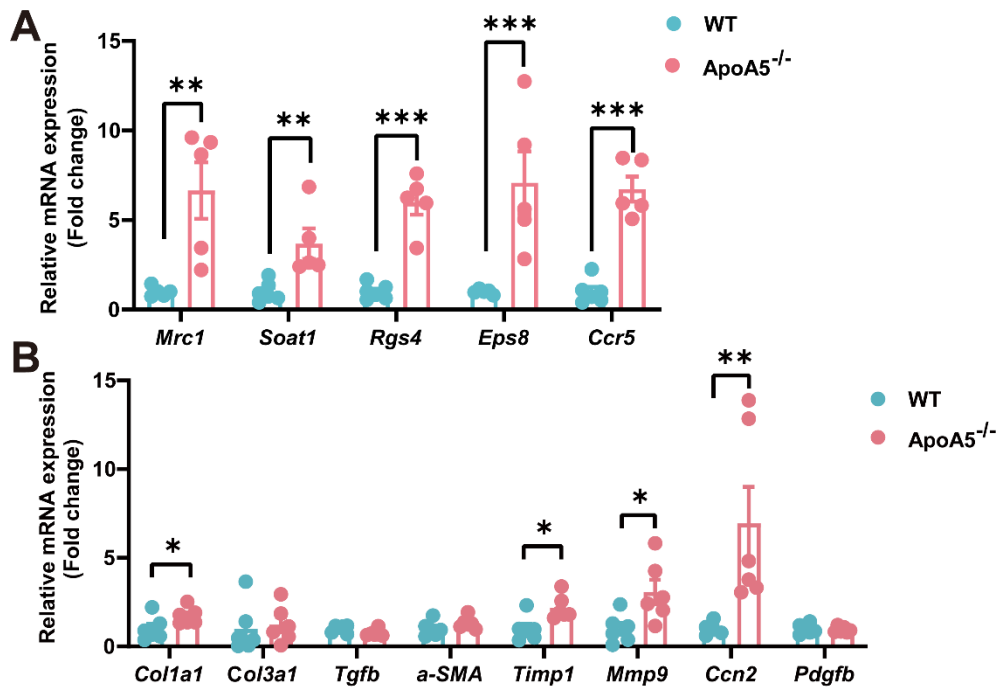 A
Relative mRNA expression
(Fold change)
15
10
5
0
**
**
***
***
***
WT
ApoA5-/-
Mrc1
Soat1
Rgs4
Eps8
Ccr5
B
Relative mRNA expression
(Fold change)
15
10
5
0
*
*
*
**
WT
ApoA5-/-
Col1a1
Col3a1
Tgfb
a-SMA
Timp1
Mmp9
Ccn2
Pdgfb